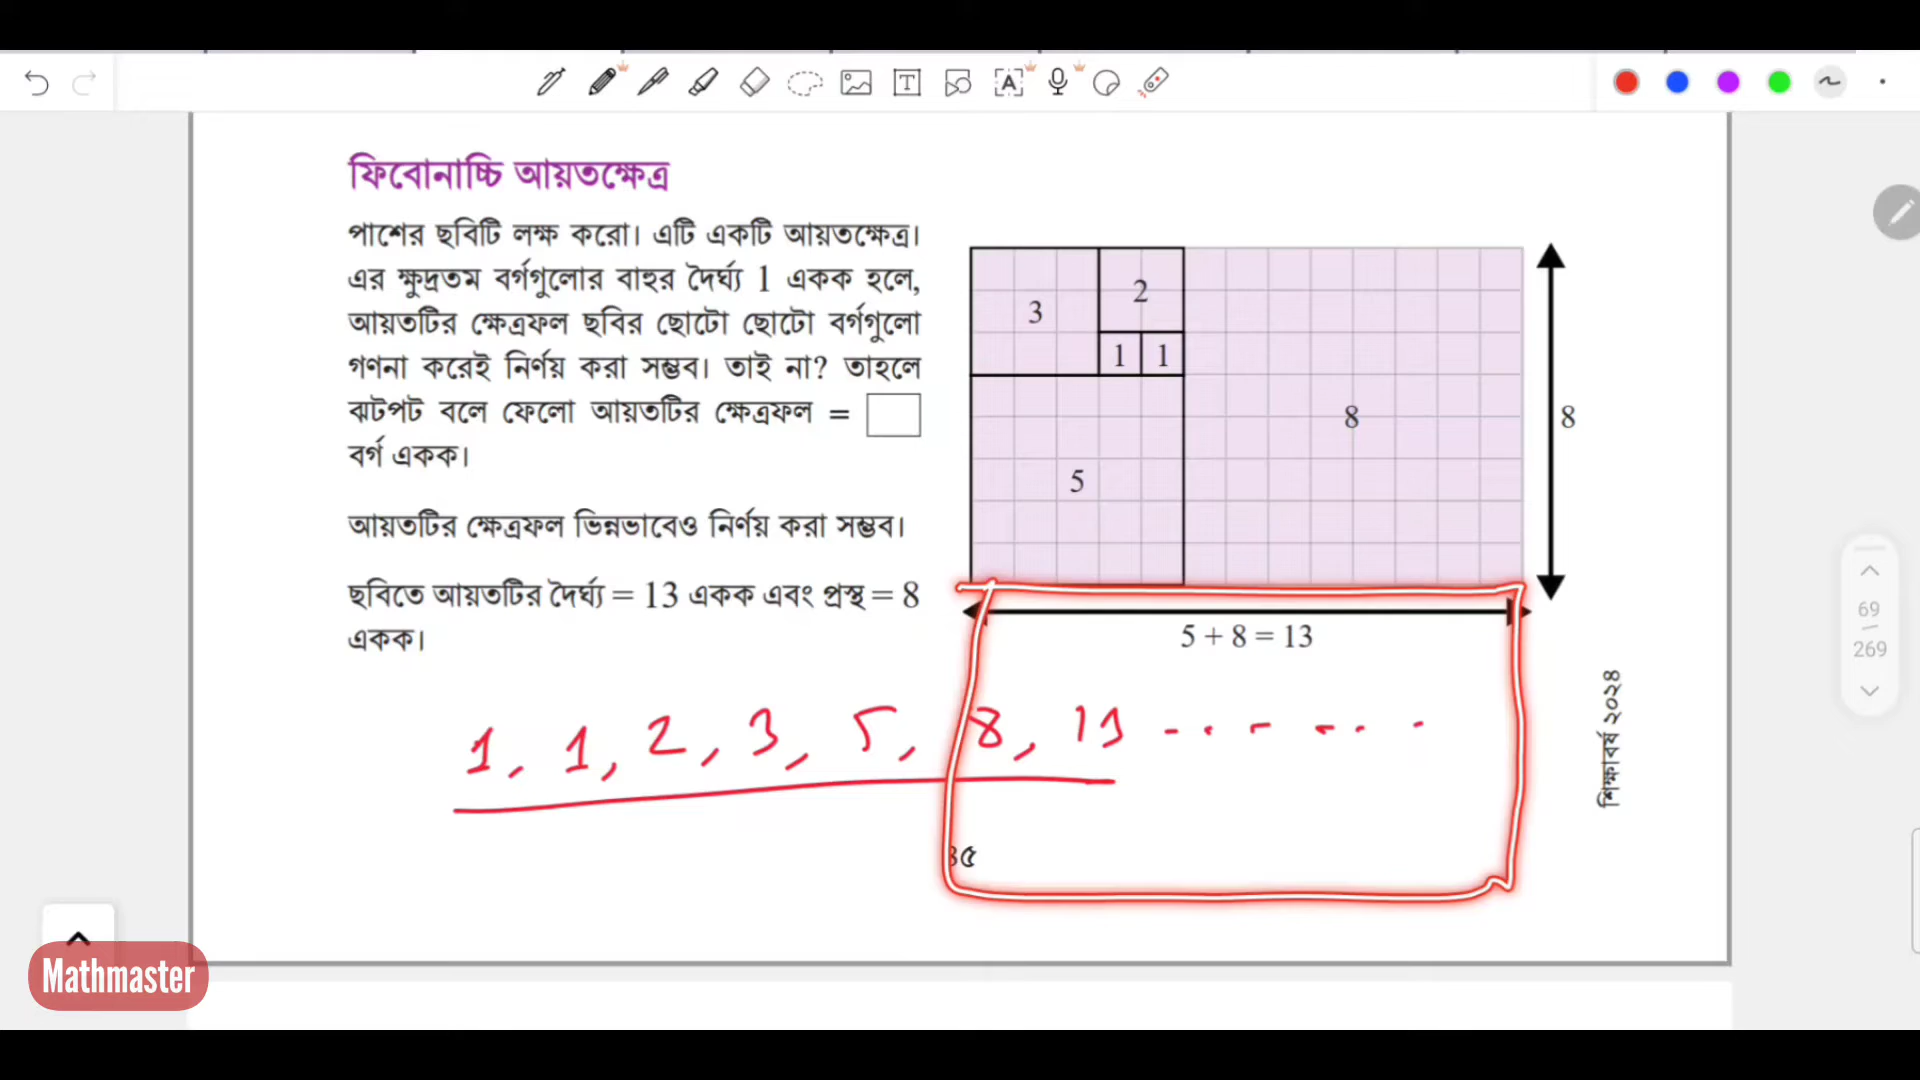 ফিবোনাচ্চি আয়তক্ষেত্র
পাশের ছবিটি লক্ষ করো। এটি একটি আয়তক্ষেত্র।
এর ক্ষুদ্রতম বর্গগুলোর বাহুর দৈর্ঘ্য 1 একক হলে,
আয়তটির ক্ষেত্রফল ছবির ছোটো ছোটো বর্গগুলো
গণনা করেই নির্ণয় করা সম্ভব। তাই না? তাহলে
ঝটপট বলে ফেলো আয়তটির ক্ষেত্রফল =
বর্গ একক।
আয়তটির ক্ষেত্রফল ভিন্নভাবেও নির্ণয় করা সম্ভব।
ছবিতে আয়তটির দৈর্ঘ্য = 13 একক এবং প্রস্থ = 8
একক।
3
2
1 1
8
5
8
5 + 8 = 13
1, 1, 2, 3, 5, 8, 13 ...
শিক্ষাবর্ষ ২০২৪
69
269
Mathmaster